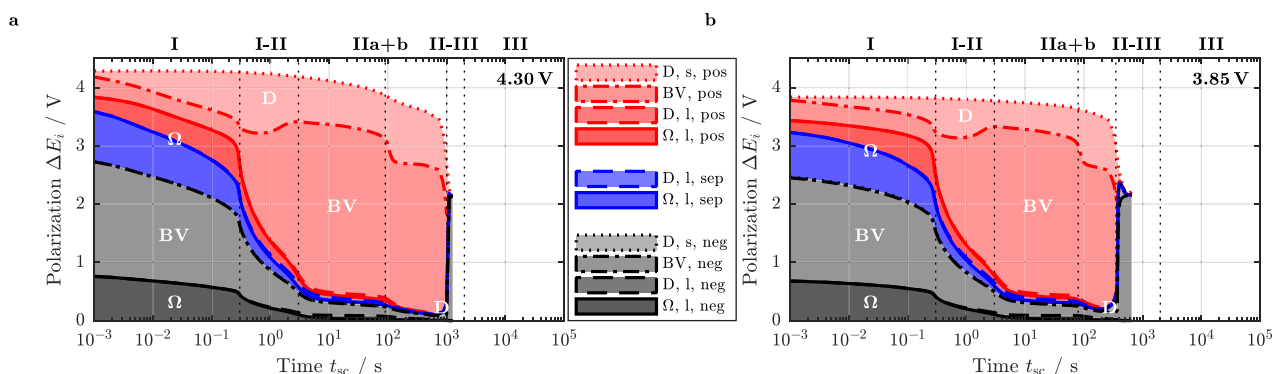 a
I I-II IIa+b II-III III
4.30 V
Polarization ΔE_i / V
4
3
2
1
0
D
Ω
BV
BV
Ω
D
10^−3 10^−2 10^−1 10^0 10^1 10^2 10^3 10^4 10^5
Time t_sc / s
D, s, pos
BV, pos
D, l, pos
Ω, l, pos
D, l, sep
Ω, l, sep
D, s, neg
BV, neg
D, l, neg
Ω, l, neg
b
I I-II IIa+b II-III III
3.85 V
Polarization ΔE_i / V
4
3
2
1
0
D
Ω
BV
BV
Ω
D
10^−3 10^−2 10^−1 10^0 10^1 10^2 10^3 10^4 10^5
Time t_sc / s